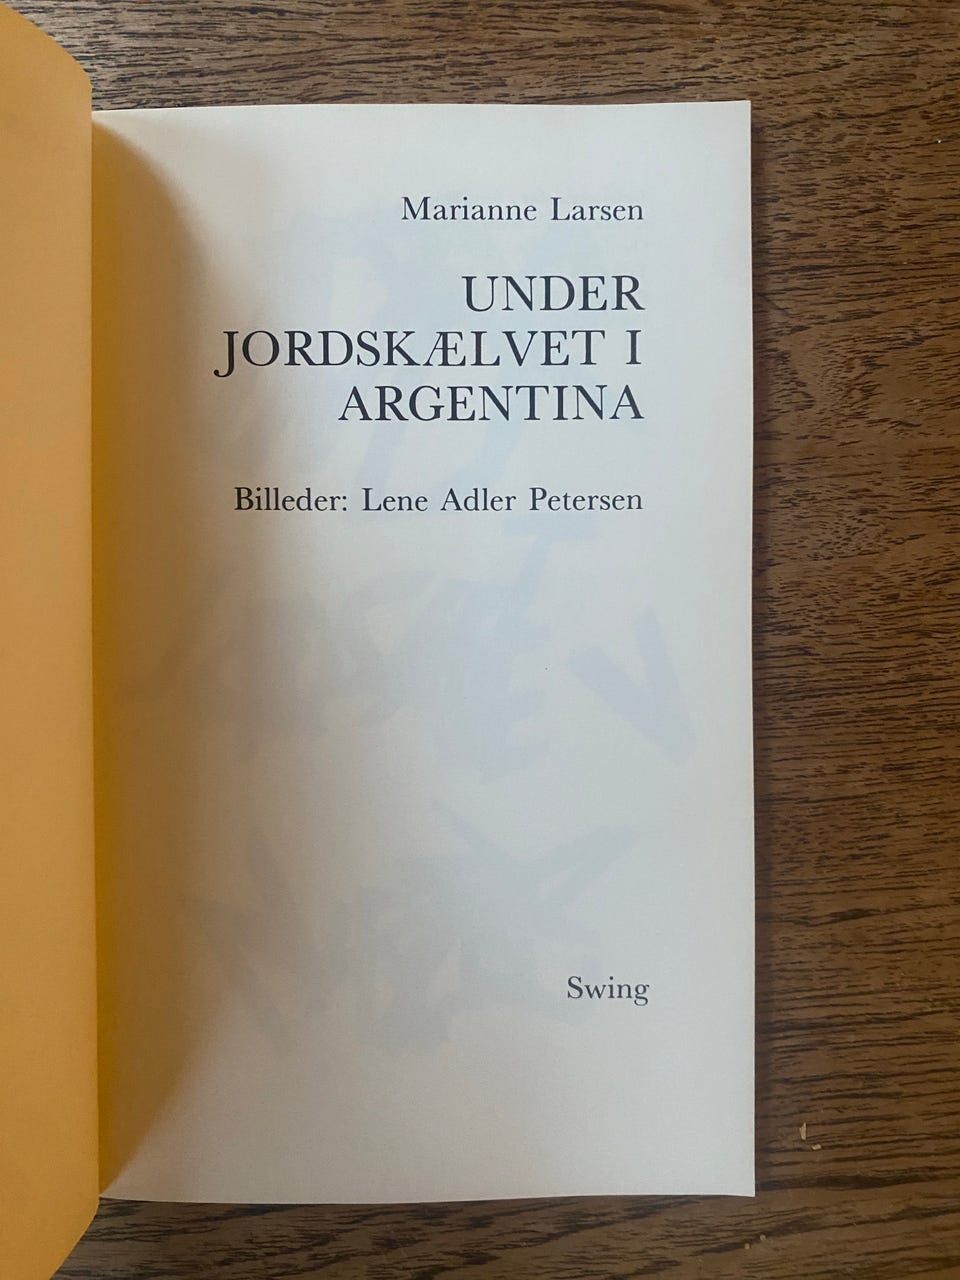 Marianne Larsen
UNDER
JORDSKÆLVET I
ARGENTINA
Billeder: Lene Adler Petersen
Swing